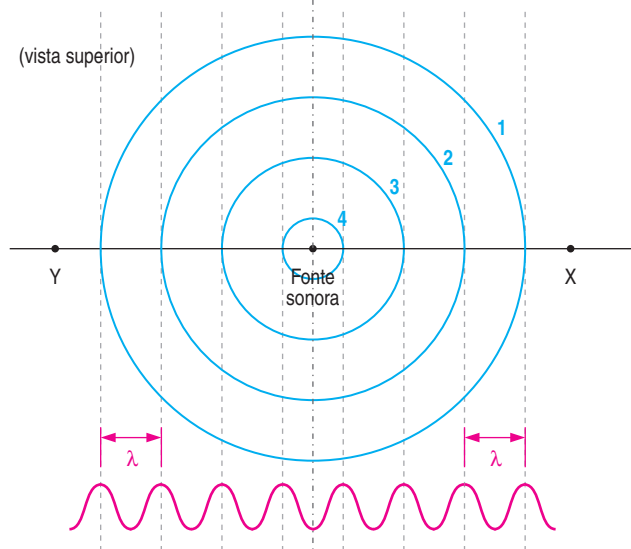 (vista superior)
1
2
3
4
Y
Fonte
sonora
X
λ
λ